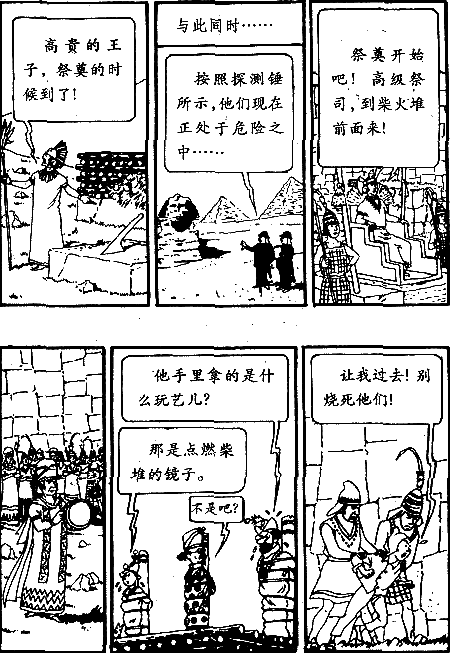 高贵的王
子，祭奠的时
候到了！
与此同时……
按照探测锤
所示，他们现在
正处于危险之
中……
祭奠开始
吧！高级祭
司，到柴火堆
前面来！
他手里拿的是什
么玩艺儿？
那是点燃柴
堆的镜子。
不是吧？
让我过去！别
烧死他们！